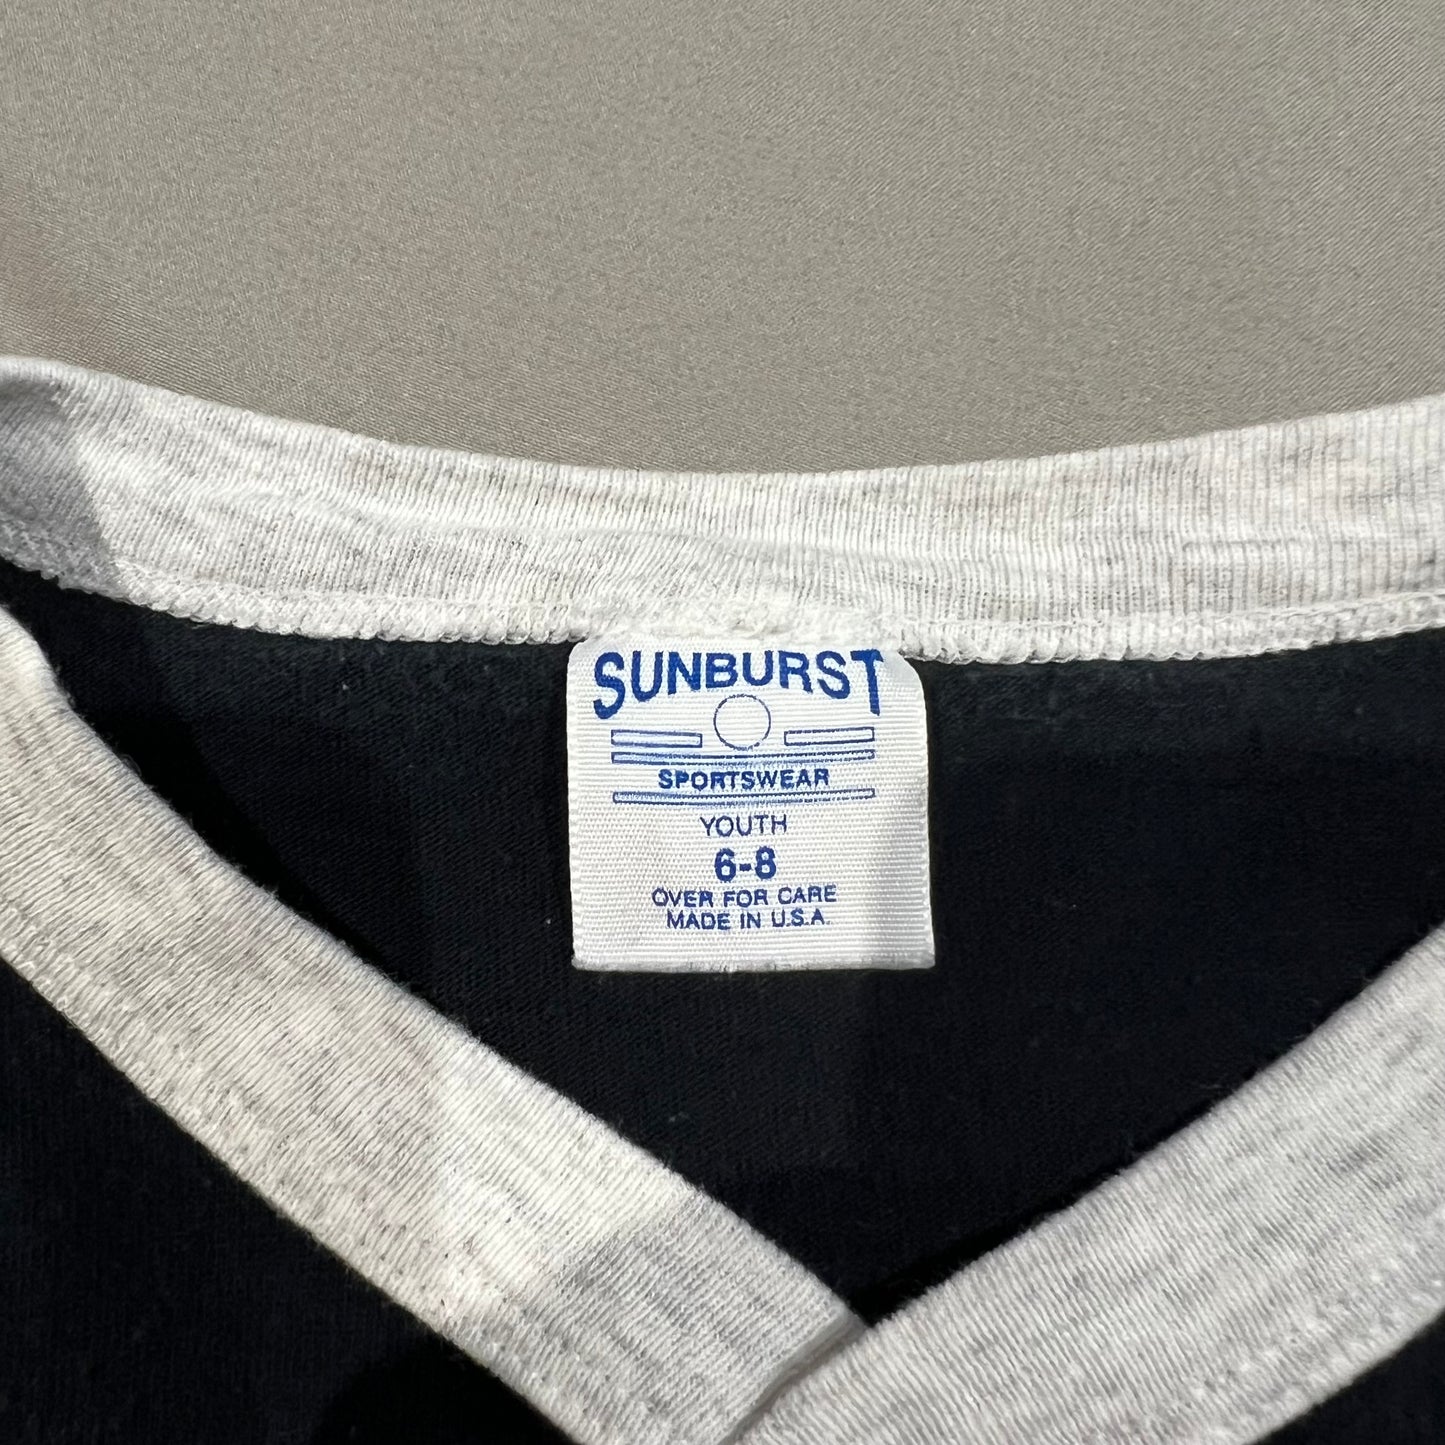 SUNBURST
SPORTSWEAR
YOUTH
6-8
OVER FOR CARE
MADE IN U.S.A.